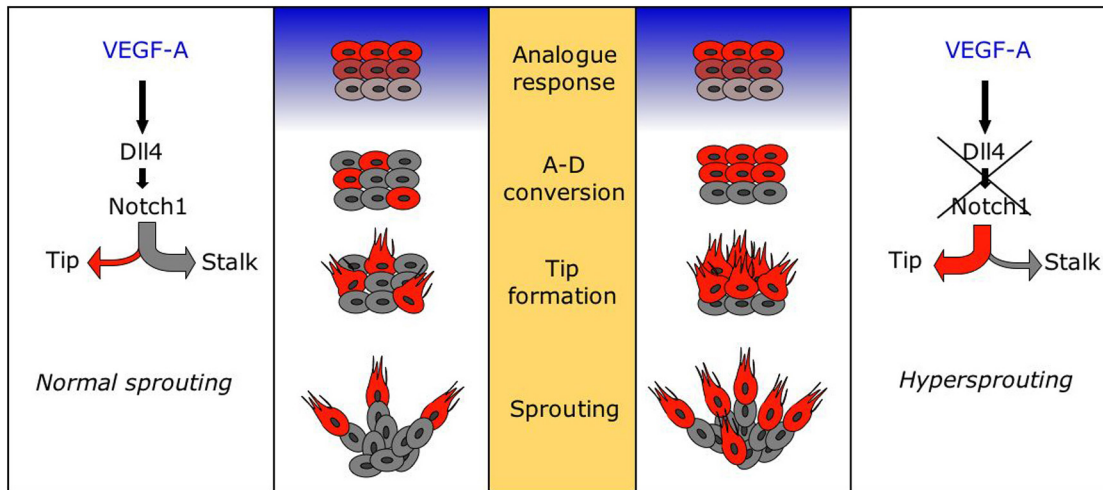 VEGF-A
Dll4
Notch1
Tip
Stalk
Normal sprouting
Analogue
response
A-D
conversion
Tip
formation
Sprouting
VEGF-A
Dll4
Notch1
Tip
Stalk
Hypersprouting